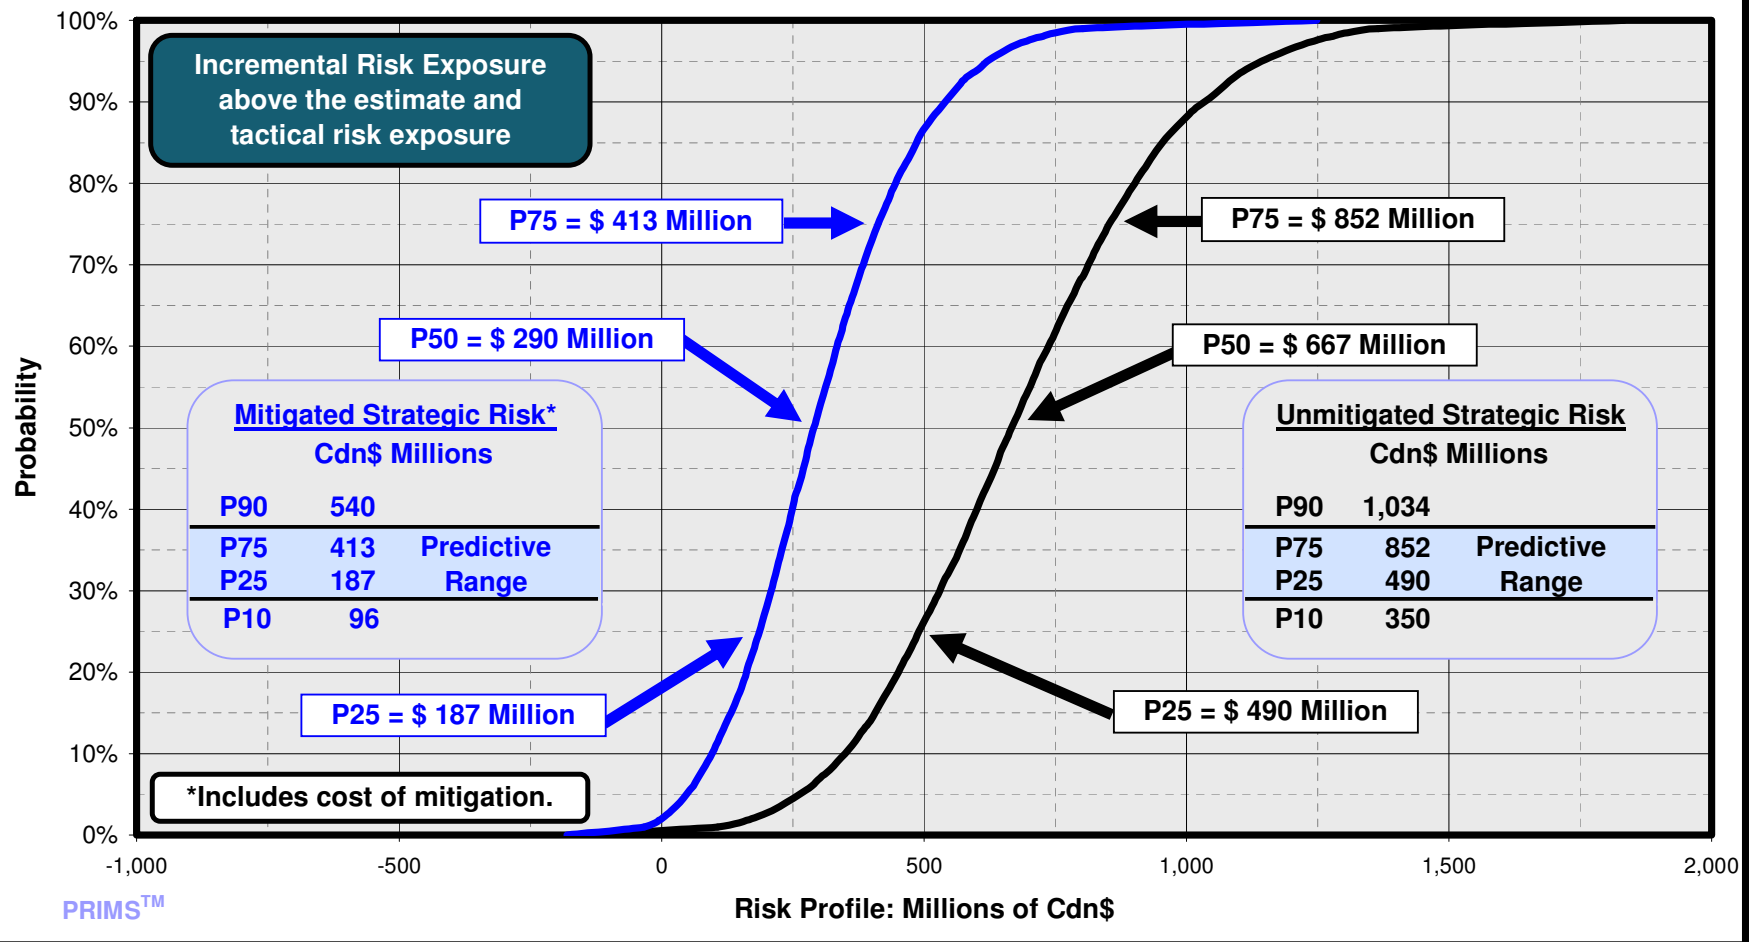 100%
90%
80%
70%
60%
50%
40%
30%
20%
10%
0%
Probability
Incremental Risk Exposure
above the estimate and
tactical risk exposure
P75 = $ 413 Million
P75 = $ 852 Million
P50 = $ 290 Million
P50 = $ 667 Million
Mitigated Strategic Risk*
Cdn$ Millions
P90 540
P75 413 Predictive
P25 187 Range
P10 96
Unmitigated Strategic Risk
Cdn$ Millions
P90 1,034
P75 852 Predictive
P25 490 Range
P10 350
P25 = $ 187 Million
P25 = $ 490 Million
*Includes cost of mitigation.
-1,000 -500 0 500 1,000 1,500 2,000
PRIMS™
Risk Profile: Millions of Cdn$